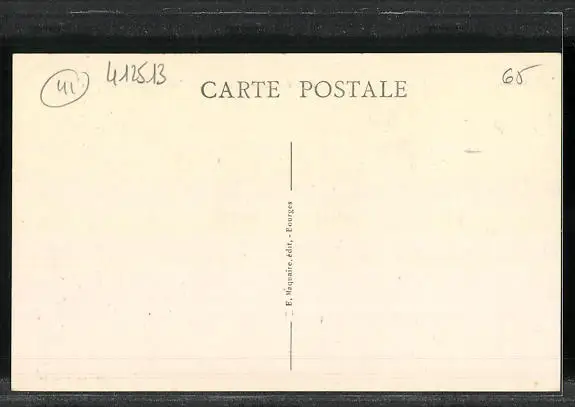 41 412513 65
CARTE POSTALE
E. Maquaire, édit, - Bourges